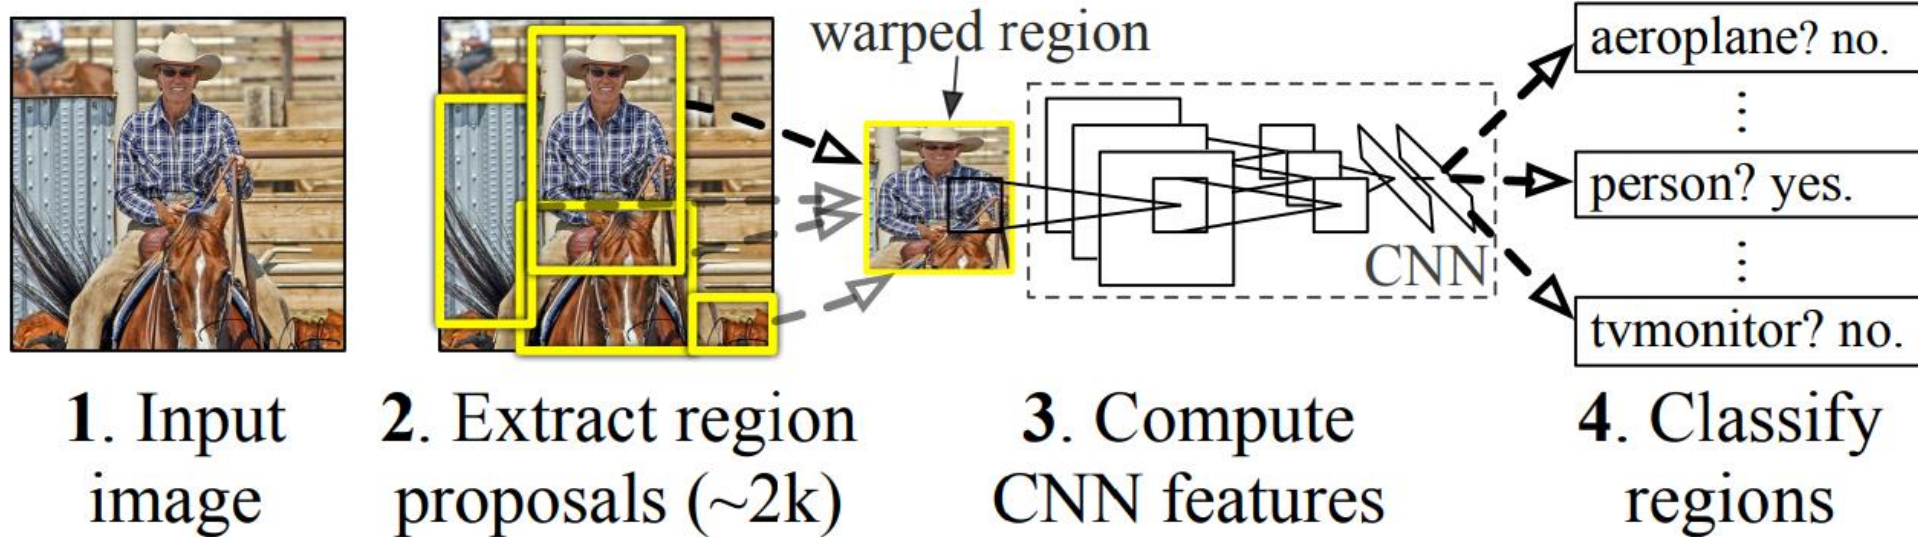 warped region
aeroplane? no.
person? yes.
CNN
tvmonitor? no.
1. Input
image
2. Extract region
proposals (~2k)
3. Compute
CNN features
4. Classify
regions